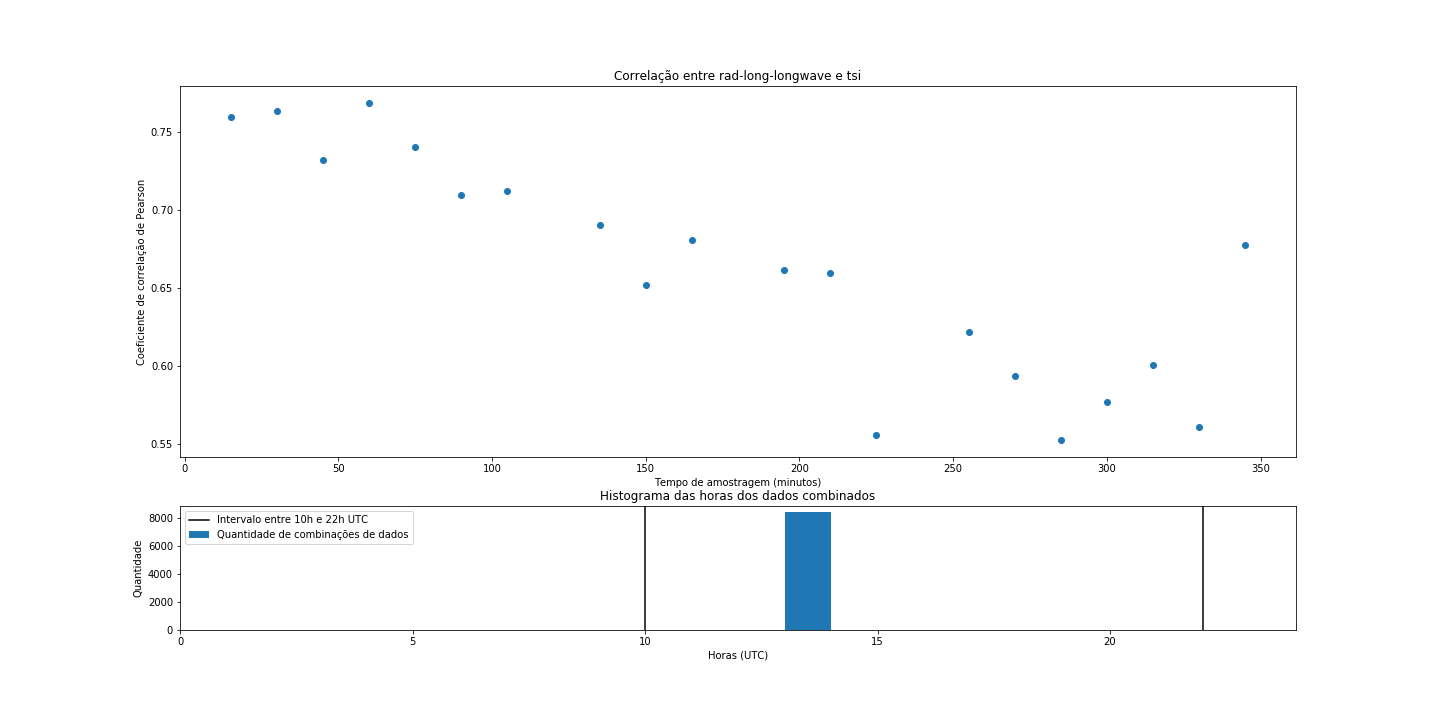 Correlação entre rad-long-longwave e tsi
Coeficiente de correlação de Pearson
0.75
0.70
0.65
0.60
0.55
0 50 100 150 200 250 300 350
Tempo de amostragem (minutos)
Histograma das horas dos dados combinados
Quantidade
8000
6000
4000
2000
0
Intervalo entre 10h e 22h UTC
Quantidade de combinações de dados
0 5 10 15 20
Horas (UTC)